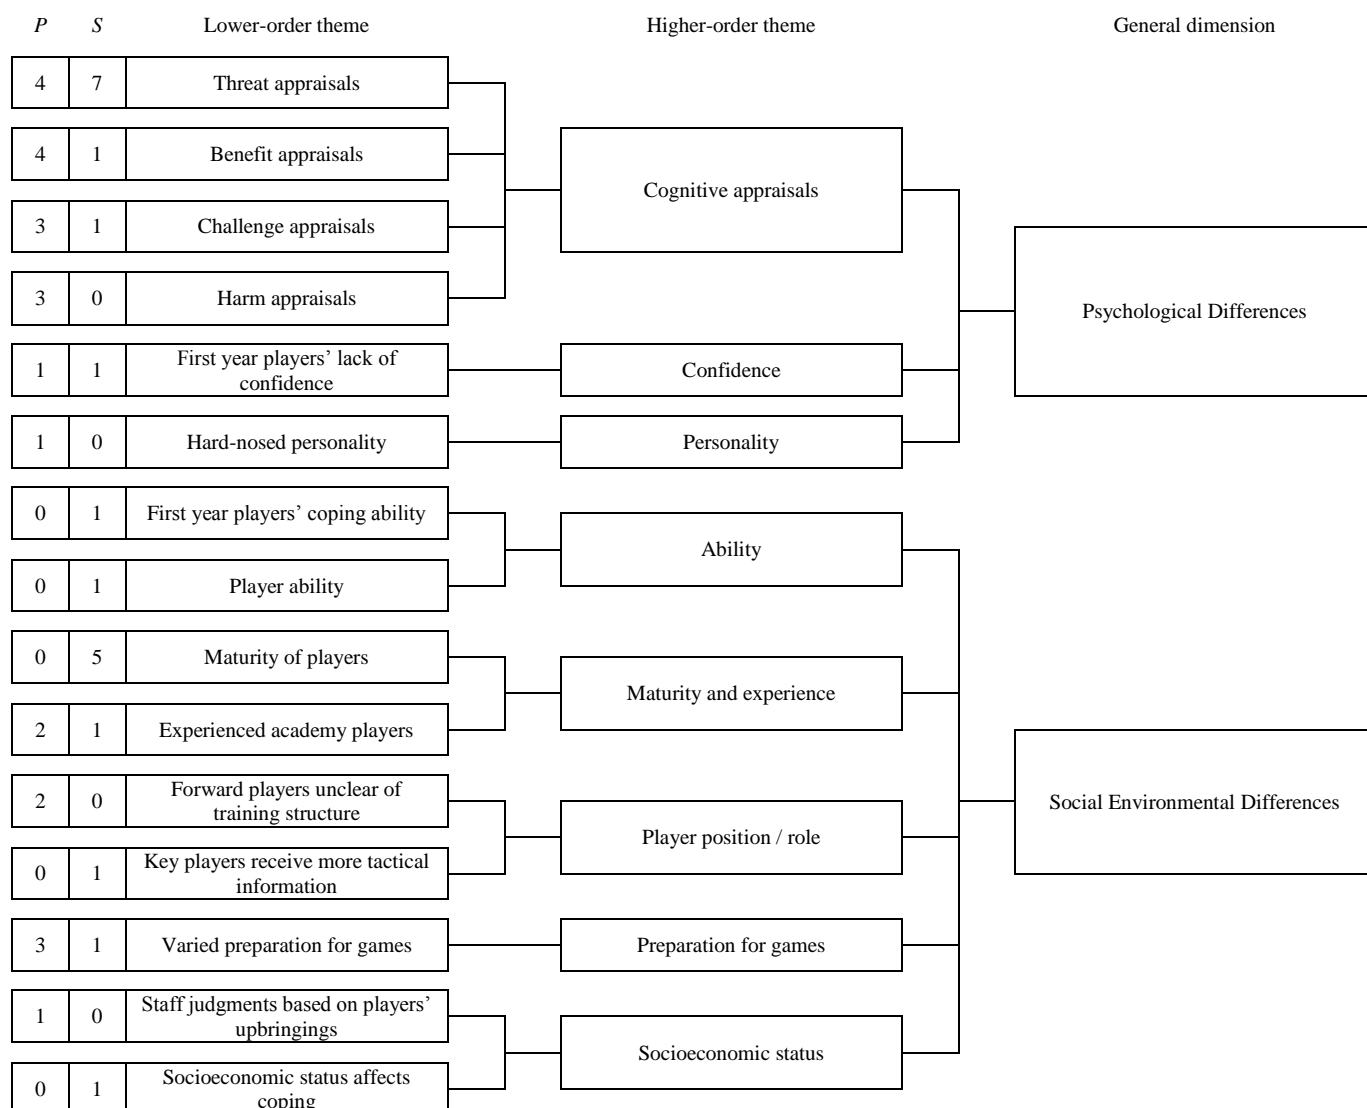 P S Lower-order theme Higher-order theme General dimension
4 7 Threat appraisals
4 1 Benefit appraisals
Cognitive appraisals
3 1 Challenge appraisals
3 0 Harm appraisals
Psychological Differences
1 1 First year players’ lack of
confidence
Confidence
1 0 Hard-nosed personality Personality
0 1 First year players’ coping ability
Ability
0 1 Player ability
0 5 Maturity of players
Maturity and experience
2 1 Experienced academy players
2 0 Forward players unclear of
training structure
Social Environmental Differences
Player position / role
0 1 Key players receive more tactical
information
3 1 Varied preparation for games Preparation for games
1 0 Staff judgments based on players’
upbringings
Socioeconomic status
0 1 Socioeconomic status affects
coping